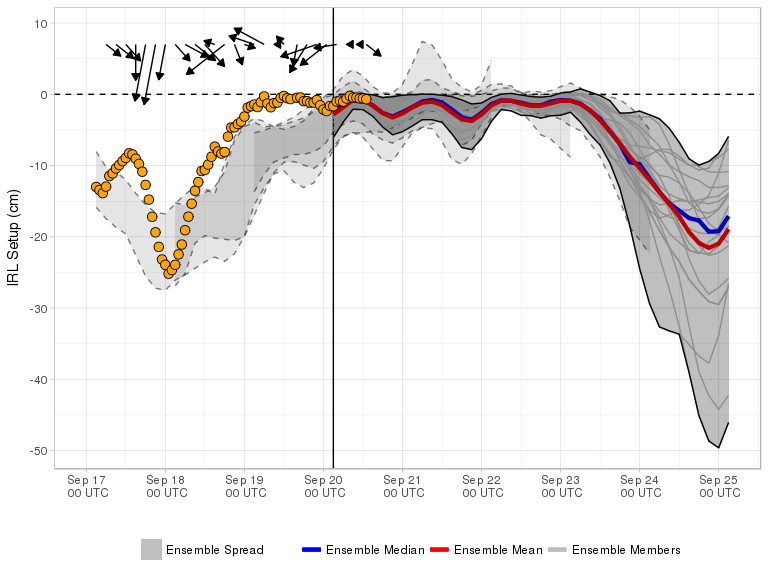 IRL Setup (cm)
10
0
-10
-20
-30
-40
-50
Sep 17 Sep 18 Sep 19 Sep 20 Sep 21 Sep 22 Sep 23 Sep 24 Sep 25
00 UTC 00 UTC 00 UTC 00 UTC 00 UTC 00 UTC 00 UTC 00 UTC 00 UTC
Ensemble Spread Ensemble Median Ensemble Mean Ensemble Members